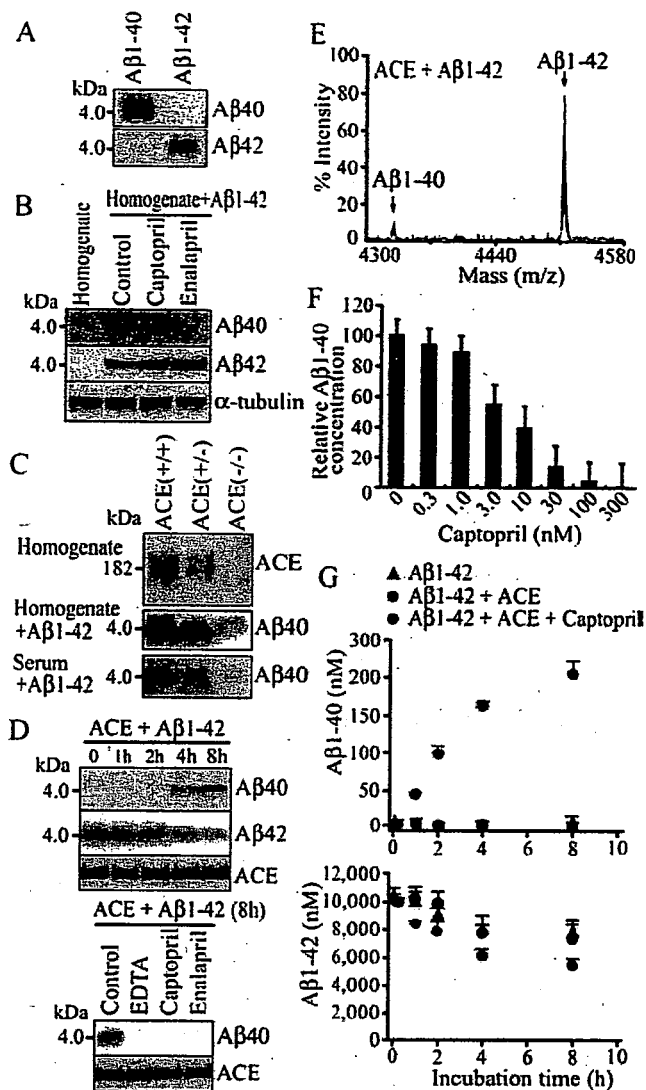 A
Aβ1-40
Aβ1-42
kDa
4.0
Aβ40
4.0
Aβ42
B
Homogenate+Aβ1-42
Homogenate
Control
Captopril
Enalapril
kDa
4.0
Aβ40
4.0
Aβ42
α-tubulin
C
ACE(+/+)
ACE(+/-)
ACE(-/-)
kDa
Homogenate
182
ACE
Homogenate
+Aβ1-42
4.0
Aβ40
Serum
+Aβ1-42
4.0
Aβ40
D
ACE + Aβ1-42
0 1h 2h 4h 8h
kDa
4.0
Aβ40
4.0
Aβ42
ACE
ACE + Aβ1-42 (8h)
Control
EDTA
Captopril
Enalapril
kDa
4.0
Aβ40
ACE
E
ACE + Aβ1-42
Aβ1-42
Aβ1-40
% Intensity
100
80
60
40
20
0
4300 4440 4580
Mass (m/z)
F
Relative Aβ1-40
concentration
120
100
80
60
40
20
0
0 0.3 1.0 3.0 10 30 100 300
Captopril (nM)
G
Aβ1-42
Aβ1-42 + ACE
Aβ1-42 + ACE + Captopril
Aβ1-40 (nM)
300
200
150
100
50
0
0 2 4 6 8 10
Aβ1-42 (nM)
12,000
10,000
8,000
6,000
4,000
2,000
0
0 2 4 6 8 10
Incubation time (h)